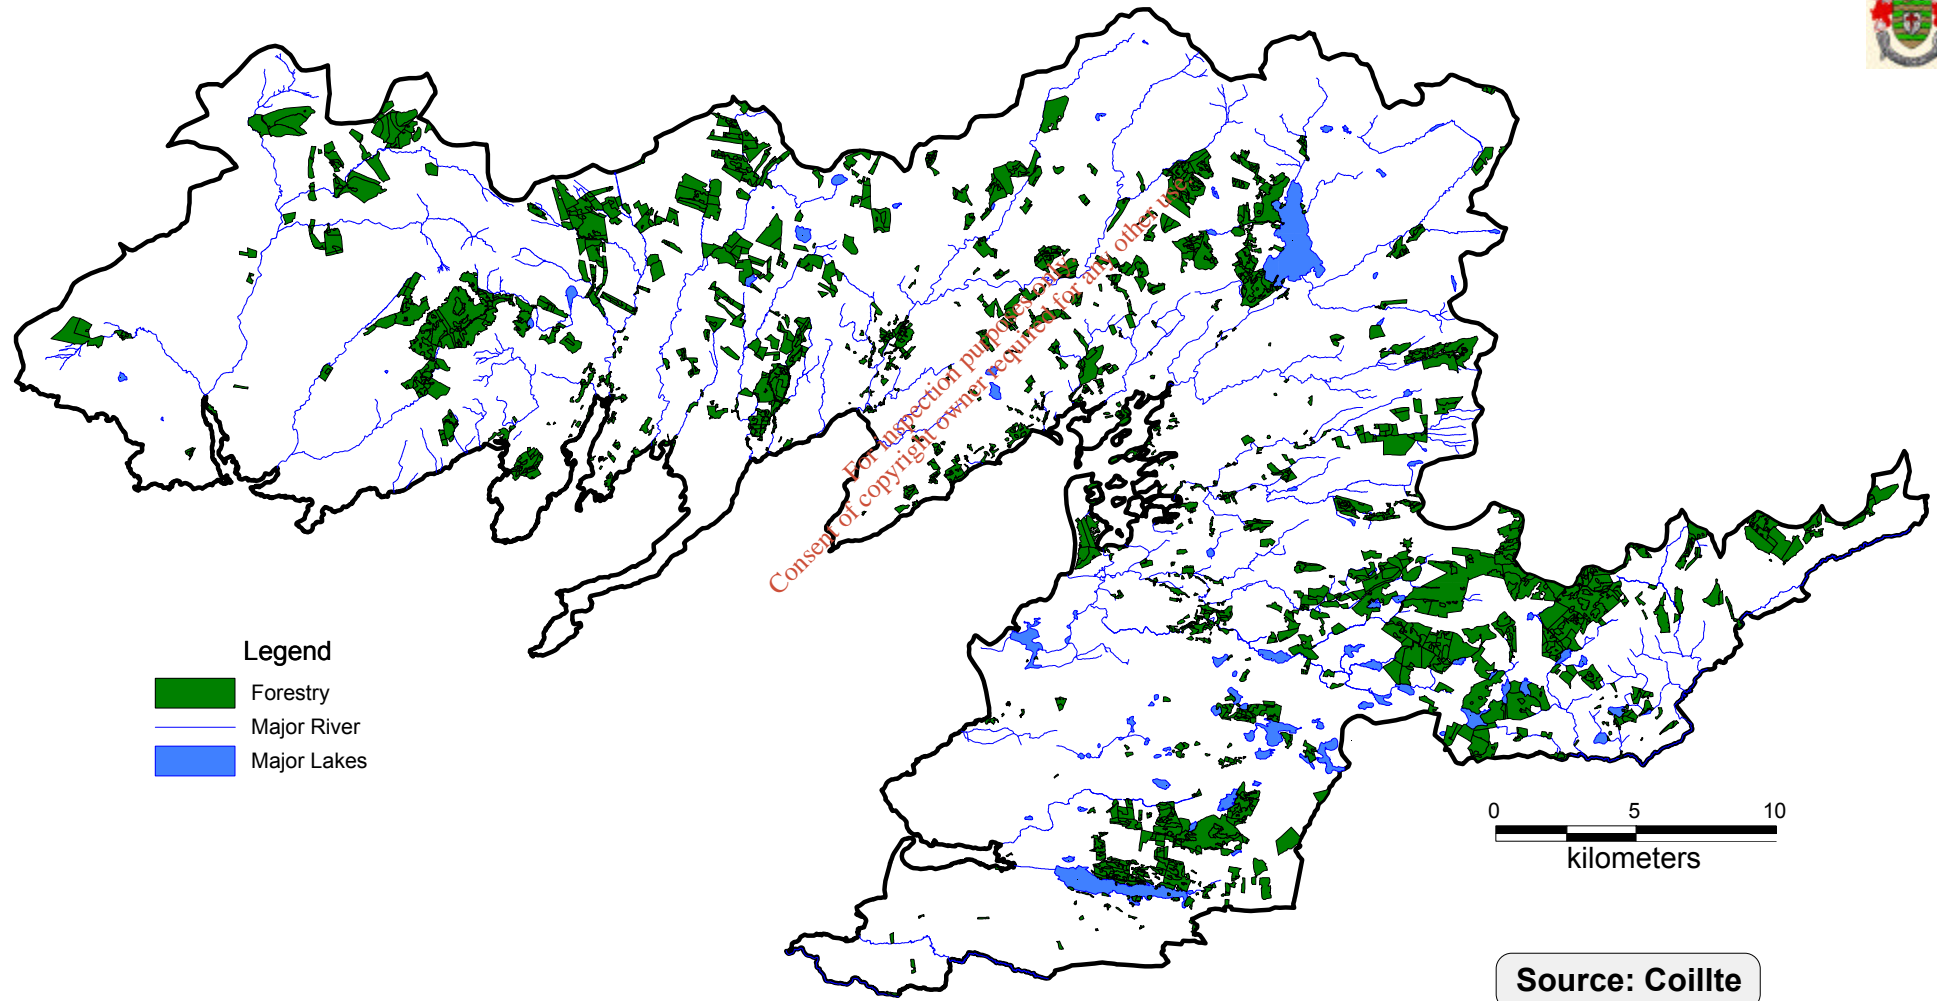 For inspection purposes only.
Consent of copyright owner required for any other use.
Legend
Forestry
Major River
Major Lakes
0 5 10
kilometers
Source: Coillte